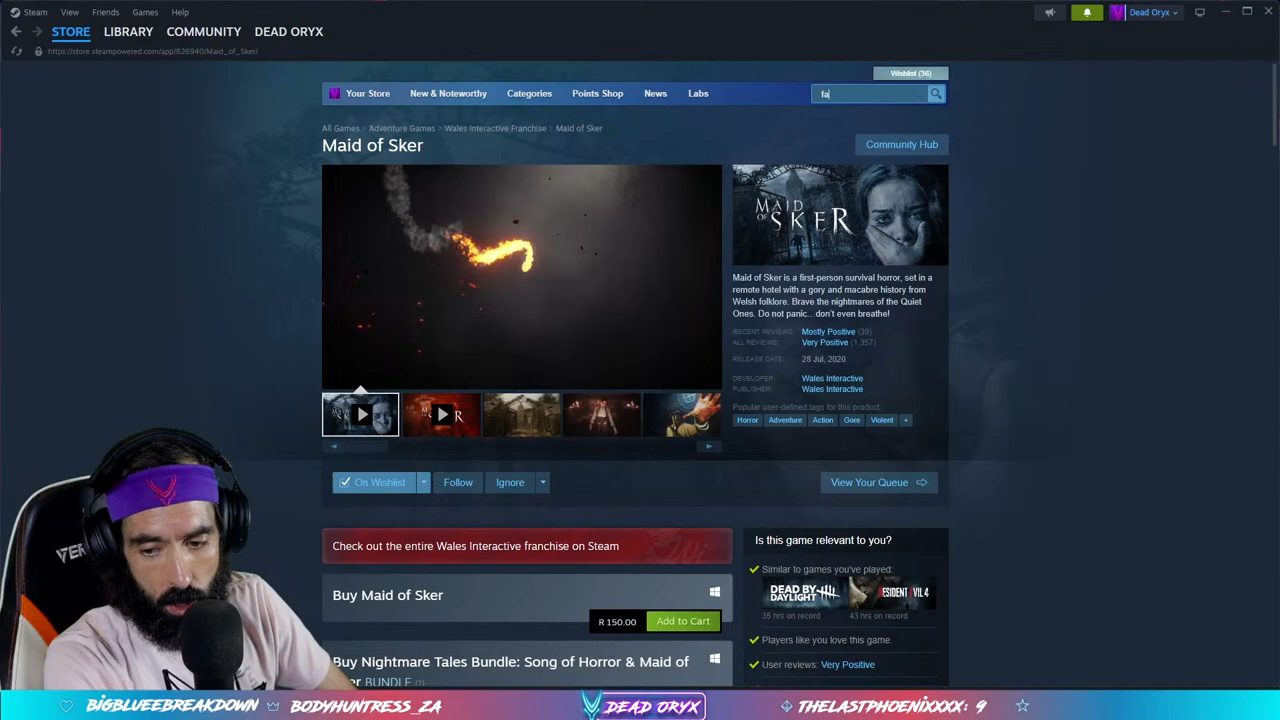 Steam View Friends Games Help
Dead Oryx
STORE LIBRARY COMMUNITY DEAD ORYX
https://store.steampowered.com/app/826940/Maid_of_Sker/
Wishlist (36)
Your Store New & Noteworthy Categories Points Shop News Labs
fa
All Games > Adventure Games > Wales Interactive Franchise > Maid of Sker
Maid of Sker
Community Hub
MAID OF SKER
Maid of Sker is a first-person survival horror, set in a
remote hotel with a gory and macabre history from
Welsh folklore. Brave the nightmares of the Quiet
Ones. Do not panic...don't even breathe!
RECENT REVIEWS: Mostly Positive (39)
ALL REVIEWS: Very Positive (1,357)
RELEASE DATE: 28 Jul, 2020
DEVELOPER: Wales Interactive
PUBLISHER: Wales Interactive
Popular user-defined tags for this product:
Horror Adventure Action Gore Violent +
On Wishlist Follow Ignore
View Your Queue
Check out the entire Wales Interactive franchise on Steam
Buy Maid of Sker
R 150.00 Add to Cart
Buy Nightmare Tales Bundle: Song of Horror & Maid of
ker BUNDLE (?)
Is this game relevant to you?
Similar to games you've played:
DEAD BY DAYLIGHT
RESIDENT EVIL 4
35 hrs on record 43 hrs on record
Players like you love this game.
User reviews: Very Positive
BIGBLUEEBREAKDOWN BODYHUNTRESS_ZA DEAD ORYX THELASTPHOENIXXXX: 9